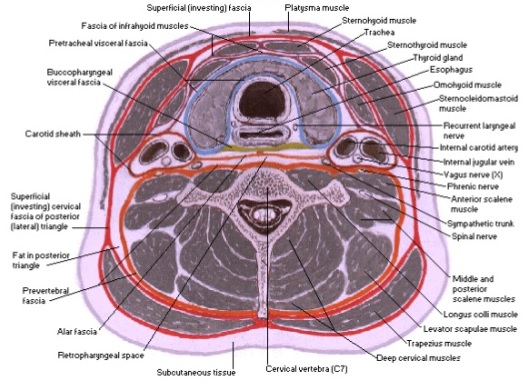 Superficial (investing) fascia
Platysma muscle
Fascia of infrahyoid muscles
Pretracheal visceral fascia
Buccopharyngeal
visceral fascia
Carotid sheath
Superficial
(investing) cervical
fascia of posterior
(lateral) triangle
Fat in posterior
triangle
Prevertebral
fascia
Alar fascia
Retropharyngeal space
Subcutaneous tissue
Cervical vertebra (C7)
Sternohyoid muscle
Trachea
Sternothyroid muscle
Thyroid gland
Esophagus
Omohyoid muscle
Sternocleidomastoid
muscle
Recurrent laryngeal
nerve
Internal carotid artery
Internal jugular vein
Vagus nerve (X)
Phrenic nerve
Anterior scalene
muscle
Sympathetic trunk
Spinal nerve
Middle and
posterior
scalene muscles
Longus colli muscle
Levator scapulae muscle
Trapezius muscle
Deep cervical muscles